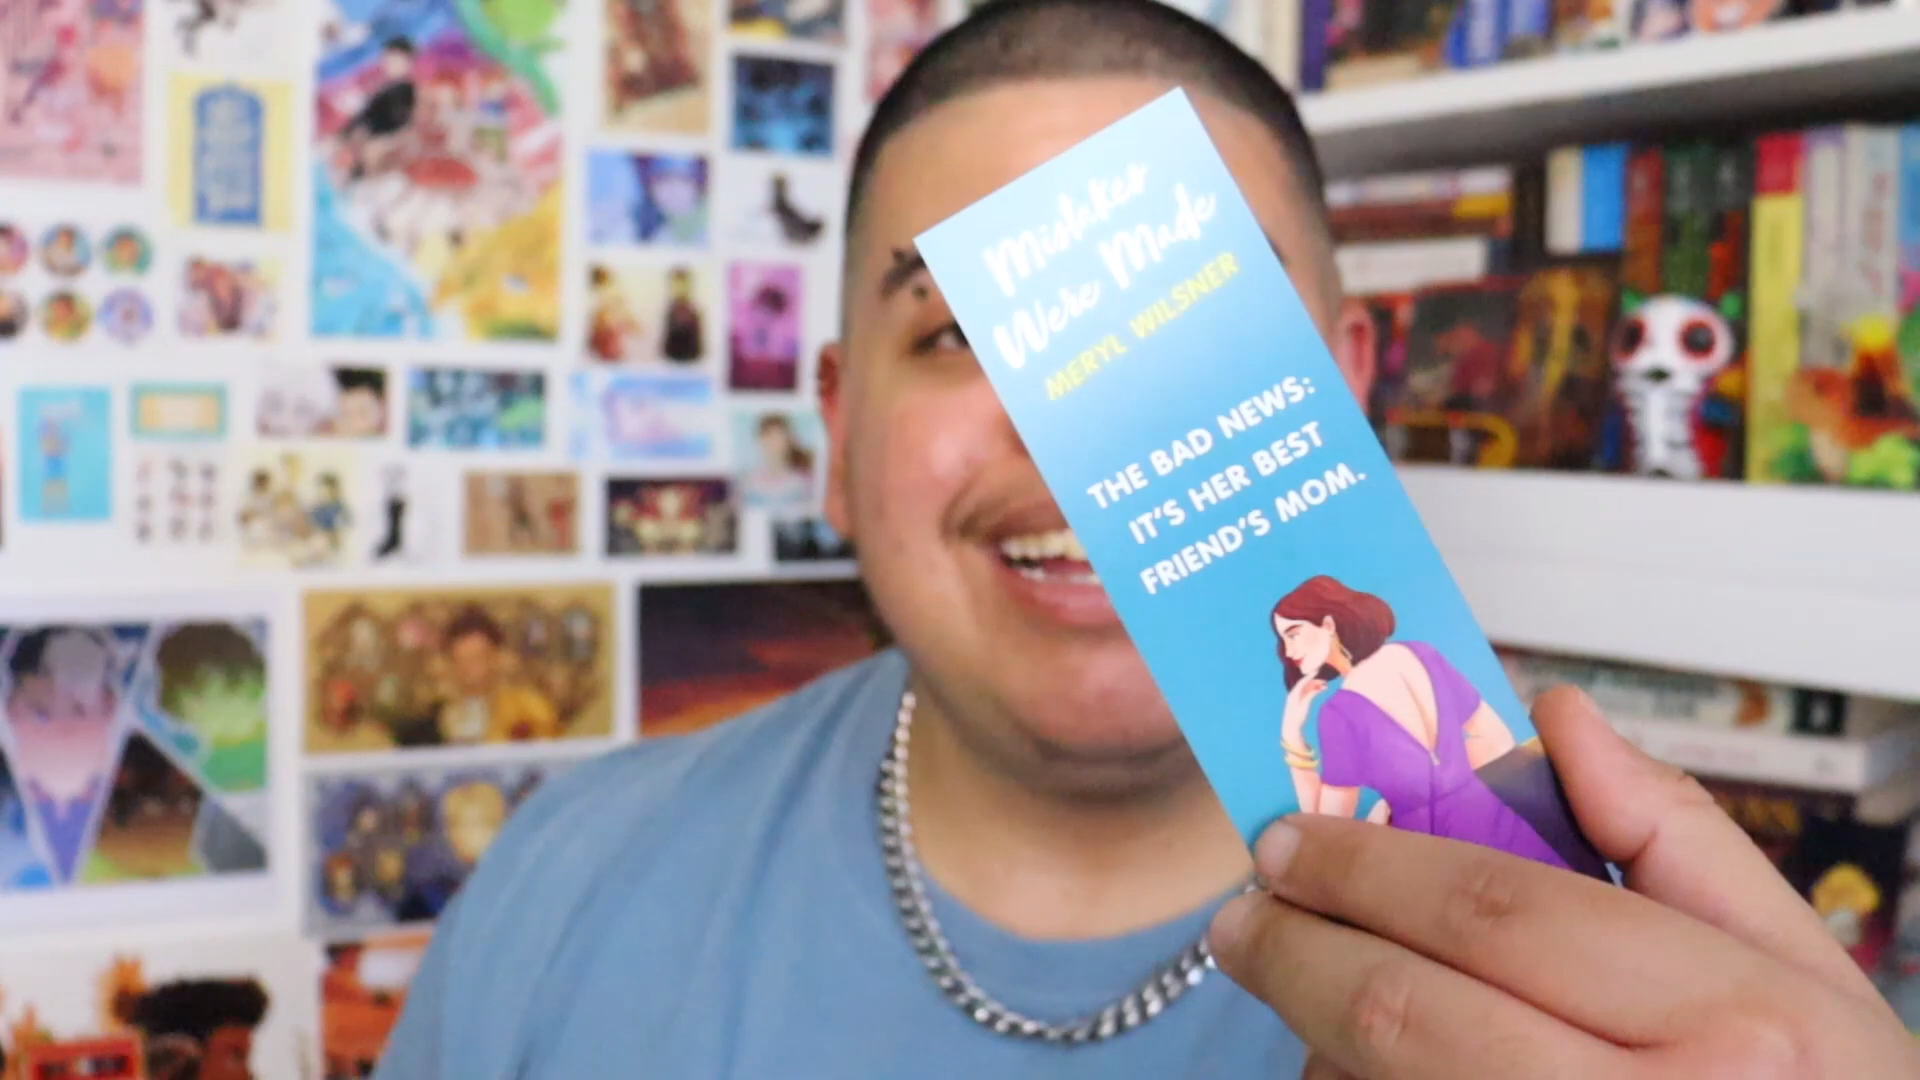 Mistakes
Were Made
MERYL WILSNER
THE BAD NEWS:
IT'S HER BEST
FRIEND'S MOM.